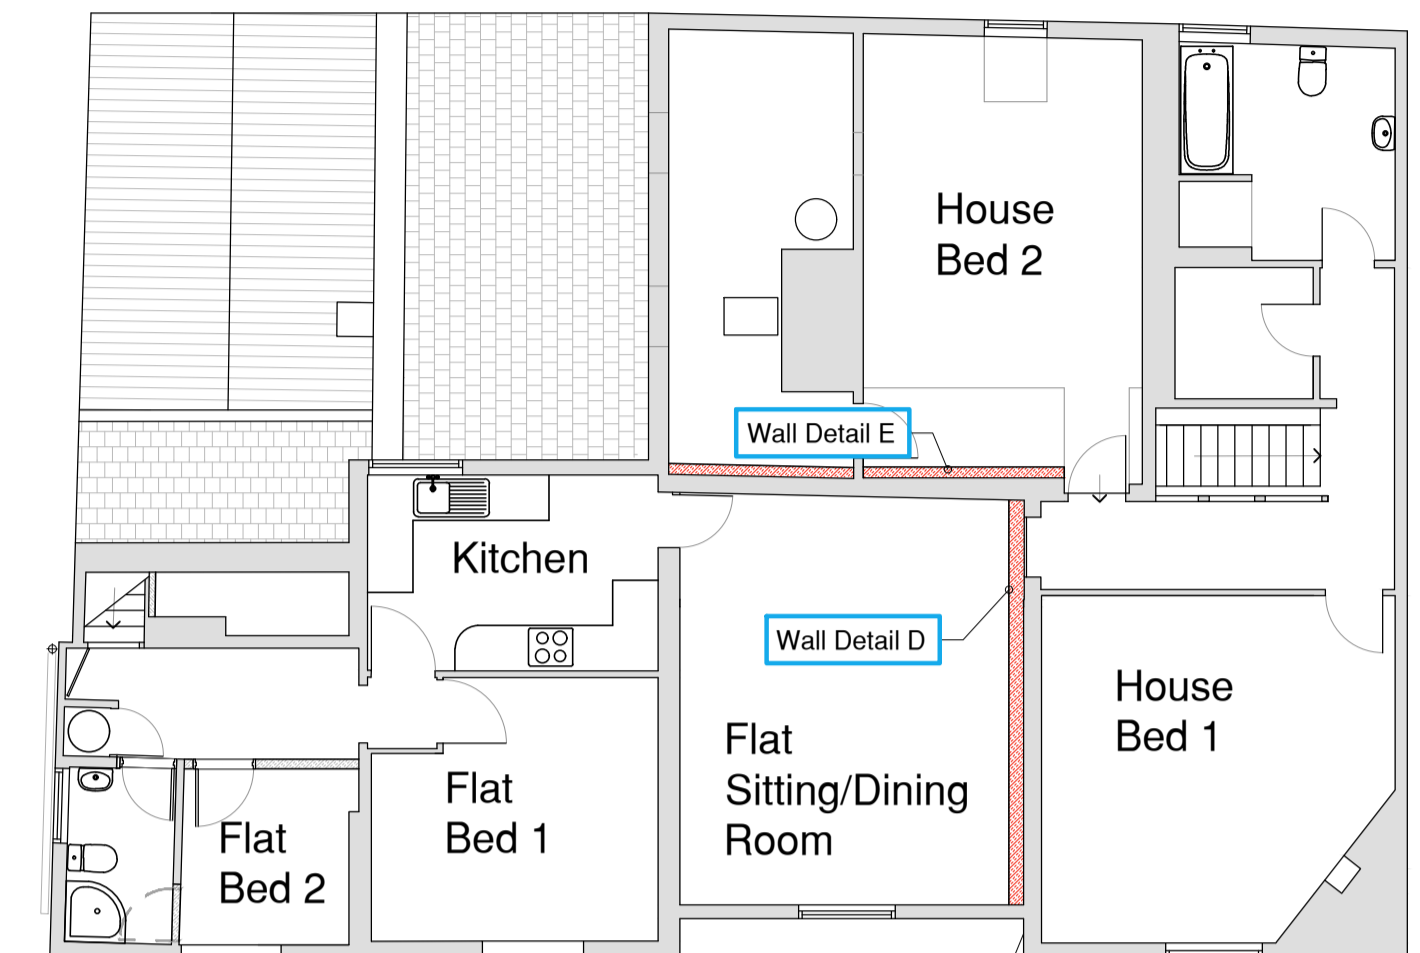 House
Bed 2
Wall Detail E
Kitchen
Wall Detail D
House
Bed 1
Flat
Sitting/Dining
Room
Flat
Bed 1
Flat
Bed 2